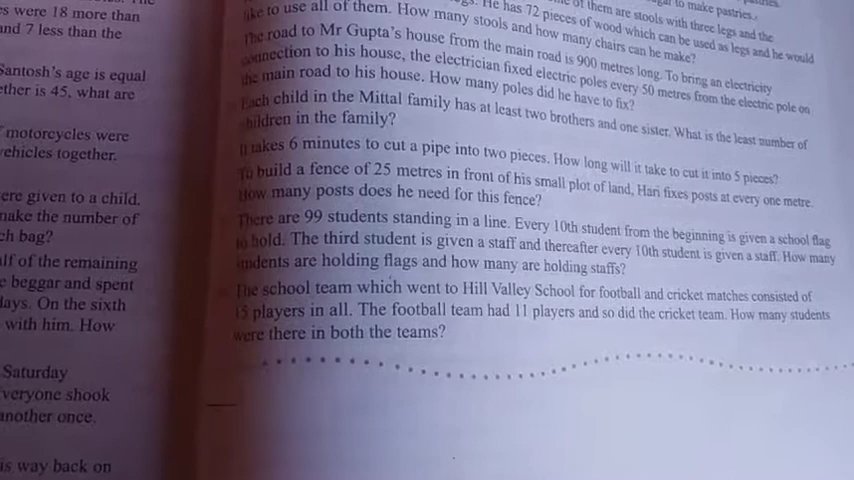 s were 18 more than
and 7 less than the
Santosh's age is equal
ether is 45, what are
motorcycles were
vehicles together.
ere given to a child.
make the number of
ch bag?
alf of the remaining
e beggar and spent
days. On the sixth
with him. How
Saturday
everyone shook
another once.
is way back on
to make pastries.
of them are stools with three legs and the
He has 72 pieces of wood which can be used as legs and he would
like to use all of them. How many stools and how many chairs can he make?
The road to Mr Gupta's house from the main road is 900 metres long. To bring an electricity
connection to his house, the electrician fixed electric poles every 50 metres from the electric pole on
the main road to his house. How many poles did he have to fix?
Each child in the Mittal family has at least two brothers and one sister. What is the least number of
children in the family?
It takes 6 minutes to cut a pipe into two pieces. How long will it take to cut it into 5 pieces?
To build a fence of 25 metres in front of his small plot of land, Hari fixes posts at every one metre.
How many posts does he need for this fence?
There are 99 students standing in a line. Every 10th student from the beginning is given a school flag
to hold. The third student is given a staff and thereafter every 10th student is given a staff. How many
students are holding flags and how many are holding staffs?
The school team which went to Hill Valley School for football and cricket matches consisted of
15 players in all. The football team had 11 players and so did the cricket team. How many students
were there in both the teams?